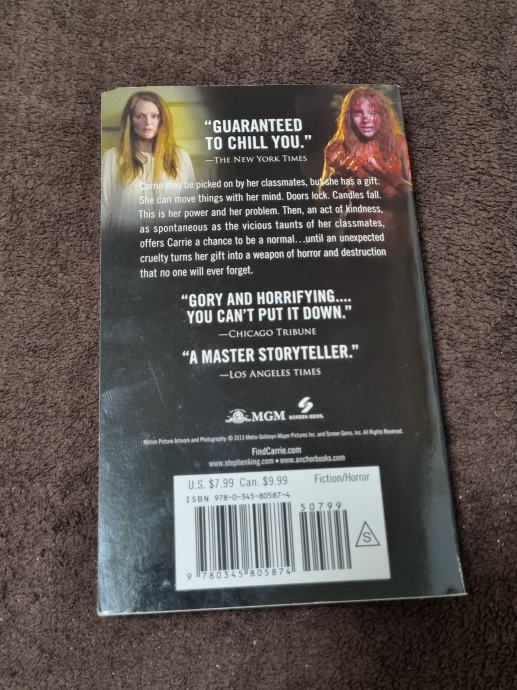 “GUARANTEED
TO CHILL YOU.”
—THE NEW YORK TIMES
Carrie may be picked on by her classmates, but she has a gift.
She can move things with her mind. Doors lock. Candles fall.
This is her power and her problem. Then, an act of kindness,
as spontaneous as the vicious taunts of her classmates,
offers Carrie a chance to be a normal...until an unexpected
cruelty turns her gift into a weapon of horror and destruction
that no one will ever forget.
“GORY AND HORRIFYING....
YOU CAN’T PUT IT DOWN.”
—CHICAGO TRIBUNE
“A MASTER STORYTELLER.”
—LOS ANGELES TIMES
MGM
SCREEN GEMS
Motion Picture Artwork and Photography: © 2013 Metro-Goldwyn-Mayer Pictures Inc. and Screen Gems, Inc. All Rights Reserved.
FindCarrie.com
www.stephenking.com • www.anchorbooks.com
U.S. $7.99 Can. $9.99 Fiction/Horror
ISBN 978-0-345-80587-4
50799
S
9 780345 805874